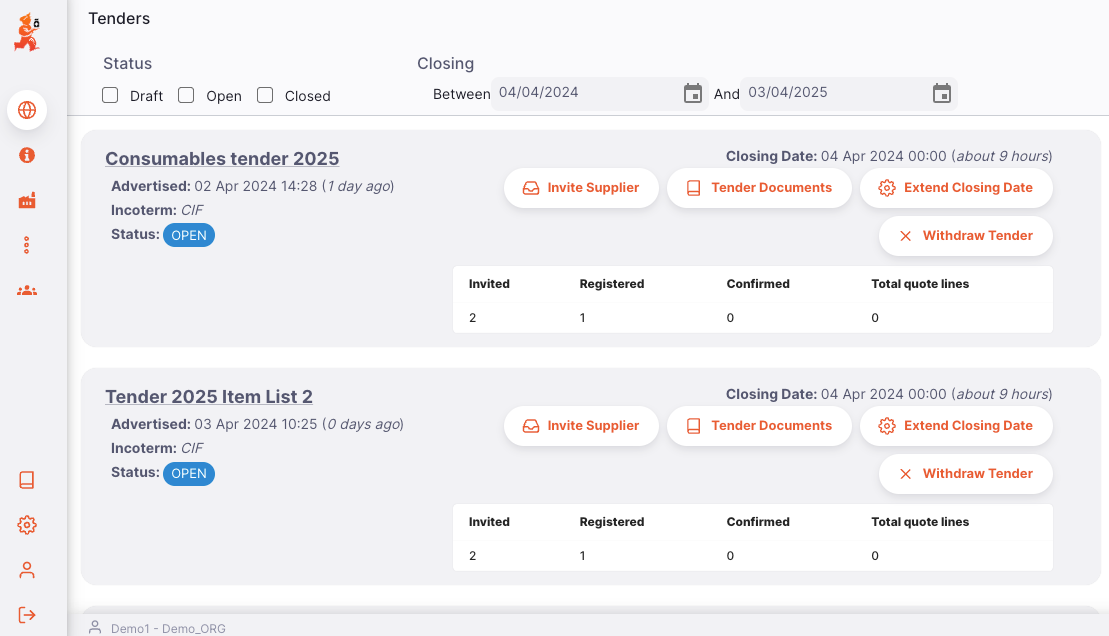 Tenders
Status
Closing
Draft Open Closed
Between 04/04/2024 And 03/04/2025
Consumables tender 2025
Closing Date: 04 Apr 2024 00:00 (about 9 hours)
Advertised: 02 Apr 2024 14:28 (1 day ago)
Invite Supplier Tender Documents Extend Closing Date
Incoterm: CIF
Status: OPEN
Withdraw Tender
Invited Registered Confirmed Total quote lines
2 1 0 0
Tender 2025 Item List 2
Closing Date: 04 Apr 2024 00:00 (about 9 hours)
Advertised: 03 Apr 2024 10:25 (0 days ago)
Invite Supplier Tender Documents Extend Closing Date
Incoterm: CIF
Status: OPEN
Withdraw Tender
Invited Registered Confirmed Total quote lines
2 1 0 0
Demo1 - Demo_ORG